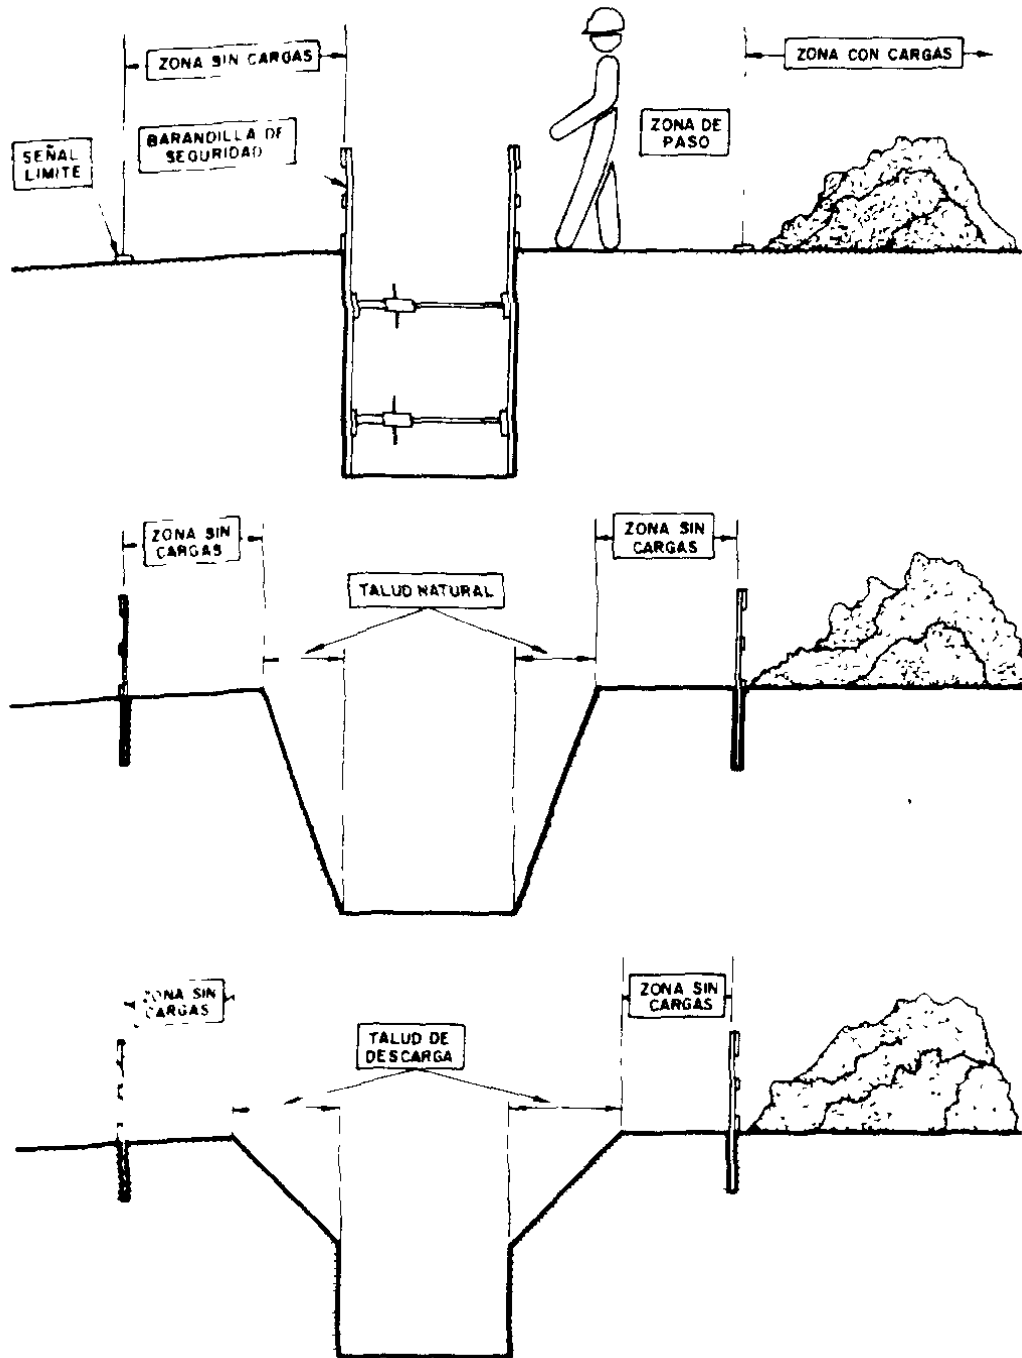 ZONA SIN CARGAS
ZONA CON CARGAS
BARANDILLA DE
SEGURIDAD
ZONA DE
PASO
SEÑAL
LIMITE
ZONA SIN
CARGAS
ZONA SIN
CARGAS
TALUD NATURAL
ZONA SIN
CARGAS
ZONA SIN
CARGAS
TALUD DE
DESCARGA